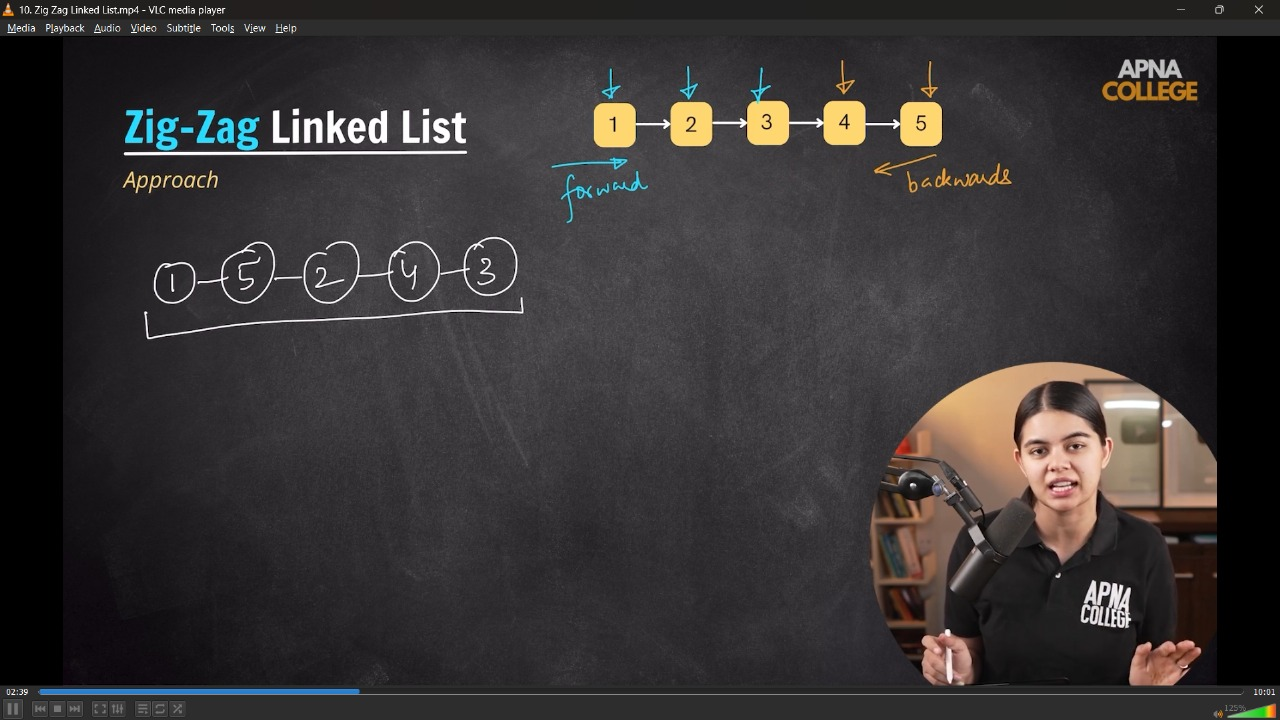 10. Zig Zag Linked List.mp4 - VLC media player
Media Playback Audio Video Subtitle Tools View Help
APNA
COLLEGE
Zig-Zag Linked List
1 2 3 4 5
Approach
forward
backwards
1 5 2 4 3
APNA
COLLEGE
02:39
10:01
125%